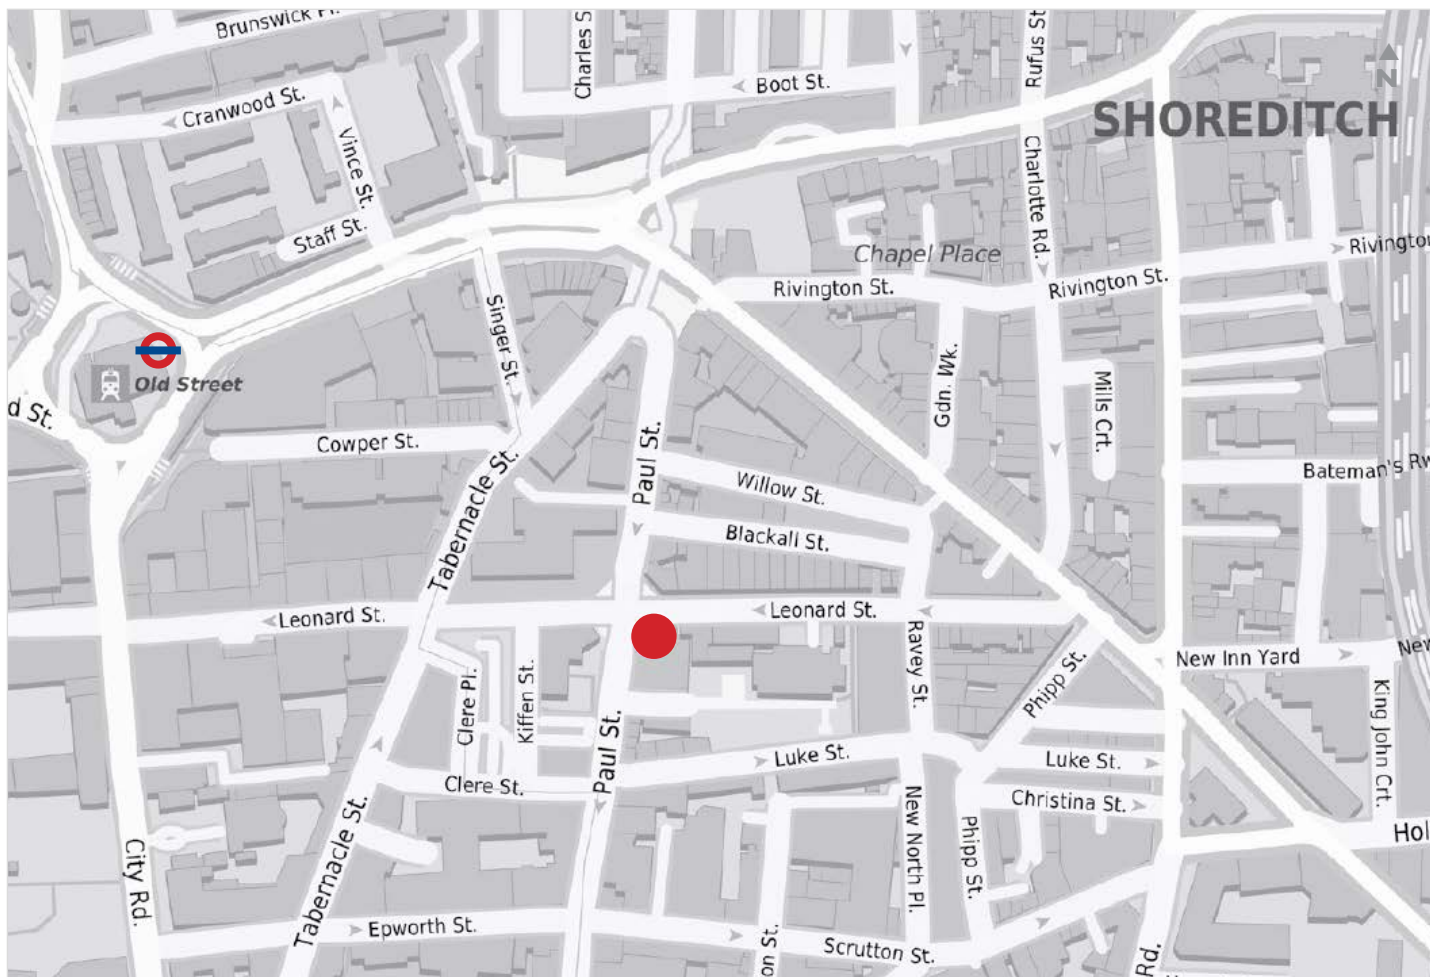 Brunswick Pl.
Charles S
Rufus St
Boot St.
N
SHOREDITCH
Cranwood St.
Vince St.
Staff St.
Charlotte Rd.
Chapel Place
Rivington
Rivington St.
Rivington St.
Singer St.
Old Street
d St.
Gdn. Wk.
Mills Crt.
Cowper St.
Paul St.
Tabernacle St.
Willow St.
Bateman's Rw
Blackall St.
Leonard St.
Leonard St.
Ravey St.
Phipp St.
New Inn Yard
New
Clere Pl.
Kiffen St.
King John Crt.
Paul St.
Luke St.
Luke St.
Clere St.
Christina St.
New North Pl.
Phipp St.
Hol
City Rd.
Tabernacle St.
Epworth St.
Scrutton St.
on St.
Rd.